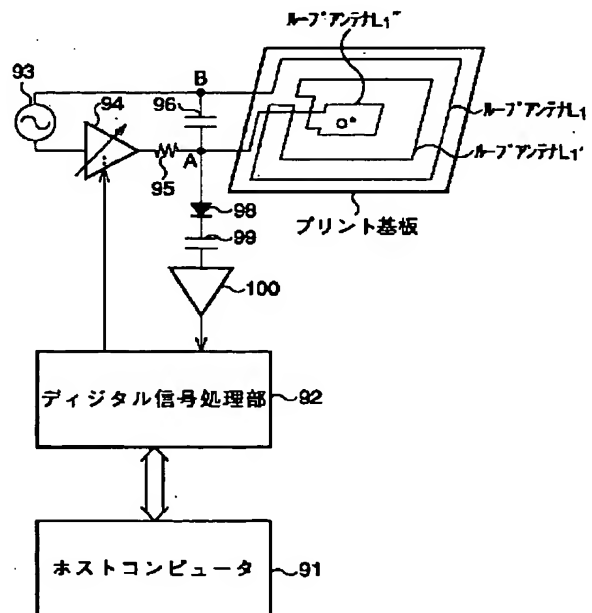 ループアンテナL₁"
93
94
B
96
A
95
o"
ループアンテナL₁
ループアンテナL₁'
プリント基板
98
99
100
ディジタル信号処理部
92
ホストコンピュータ
91